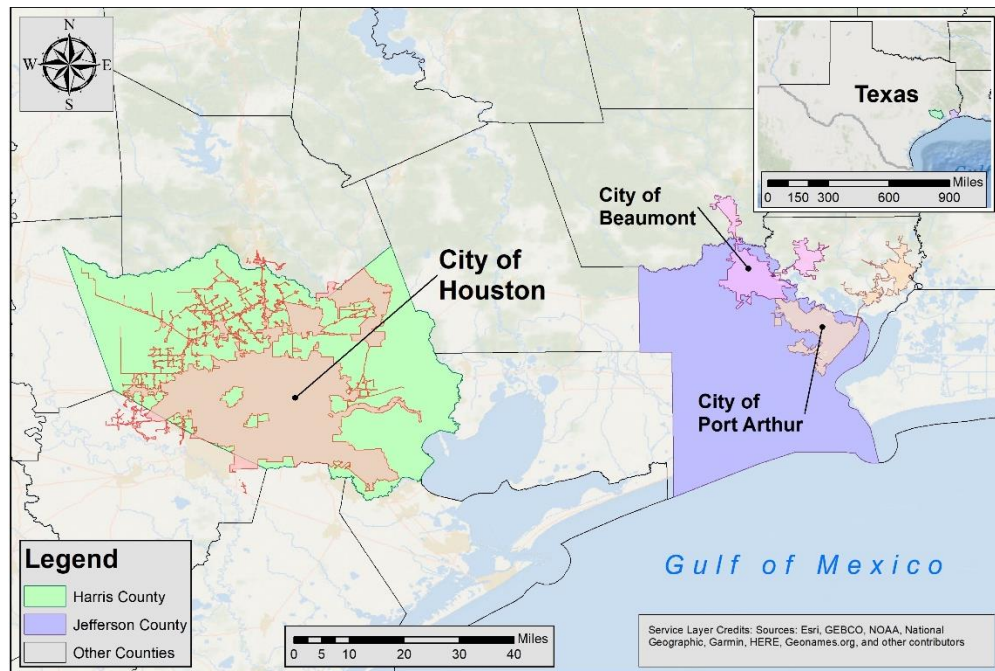 N
W E
S
Texas
Gulf
Miles
0 150 300 600 900
City of
Beaumont
City of
Houston
City of
Port Arthur
Gulf of Mexico
Legend
Harris County
Jefferson County
Other Counties
Miles
0 5 10 20 30 40
Service Layer Credits: Sources: Esri, GEBCO, NOAA, National
Geographic, Garmin, HERE, Geonames.org, and other contributors